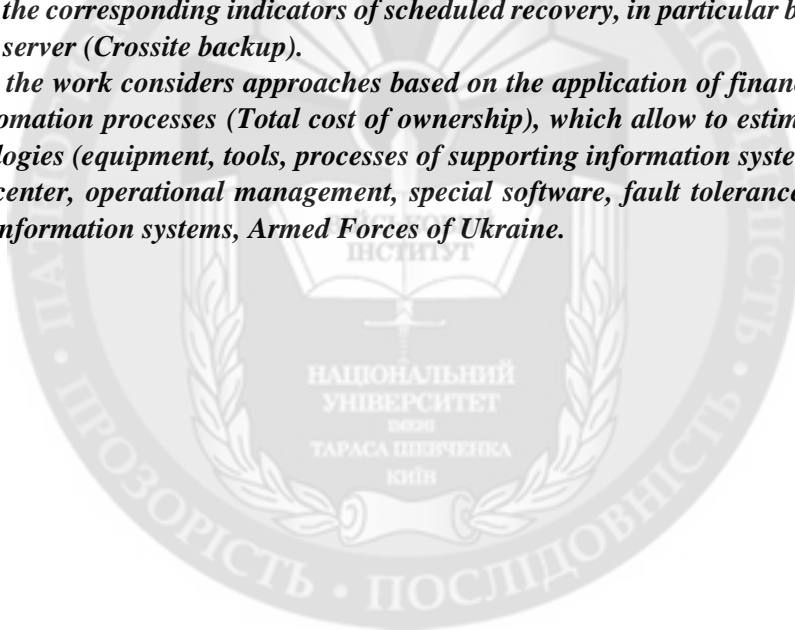 the corresponding indicators of scheduled recovery, in particular b
server (Crossite backup).
the work considers approaches based on the application of finan
omation processes (Total cost of ownership), which allow to estim
logies (equipment, tools, processes of supporting information syste
center, operational management, special software, fault tolerance
nformation systems, Armed Forces of Ukraine.
ІНСТИТУТ
НАЦІОНАЛЬНИЙ
УНІВЕРСИТЕТ
ІМЕНІ
ТАРАСА ШЕВЧЕНКА
КИЇВ
ПРОЗОРІСТЬ • ПОСЛІДОВНІСТЬ •